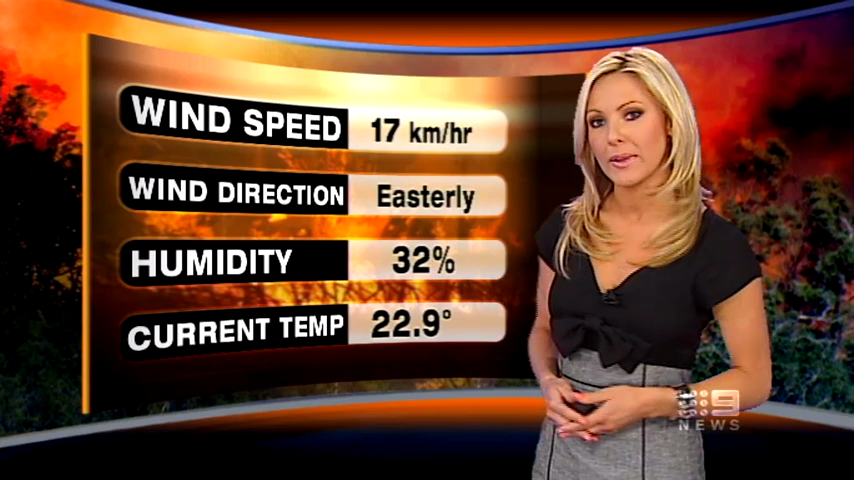 WIND SPEED 17 km/hr
WIND DIRECTION Easterly
HUMIDITY 32%
CURRENT TEMP 22.9°
9
NEWS